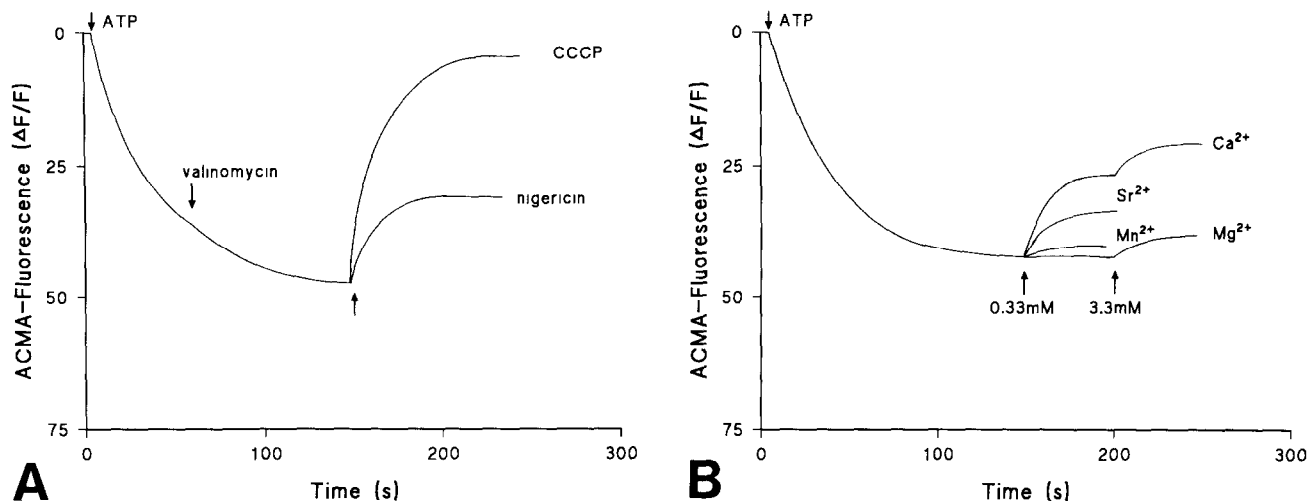 ATP
0
25
50
75
ACMA-Fluorescence (ΔF/F)
valinomycin
CCCP
nigericin
0
100
200
300
Time (s)
A
ATP
0
25
50
75
ACMA-Fluorescence (ΔF/F)
Ca²⁺
Sr²⁺
Mn²⁺
Mg²⁺
0.33mM
3.3mM
0
100
200
300
Time (s)
B